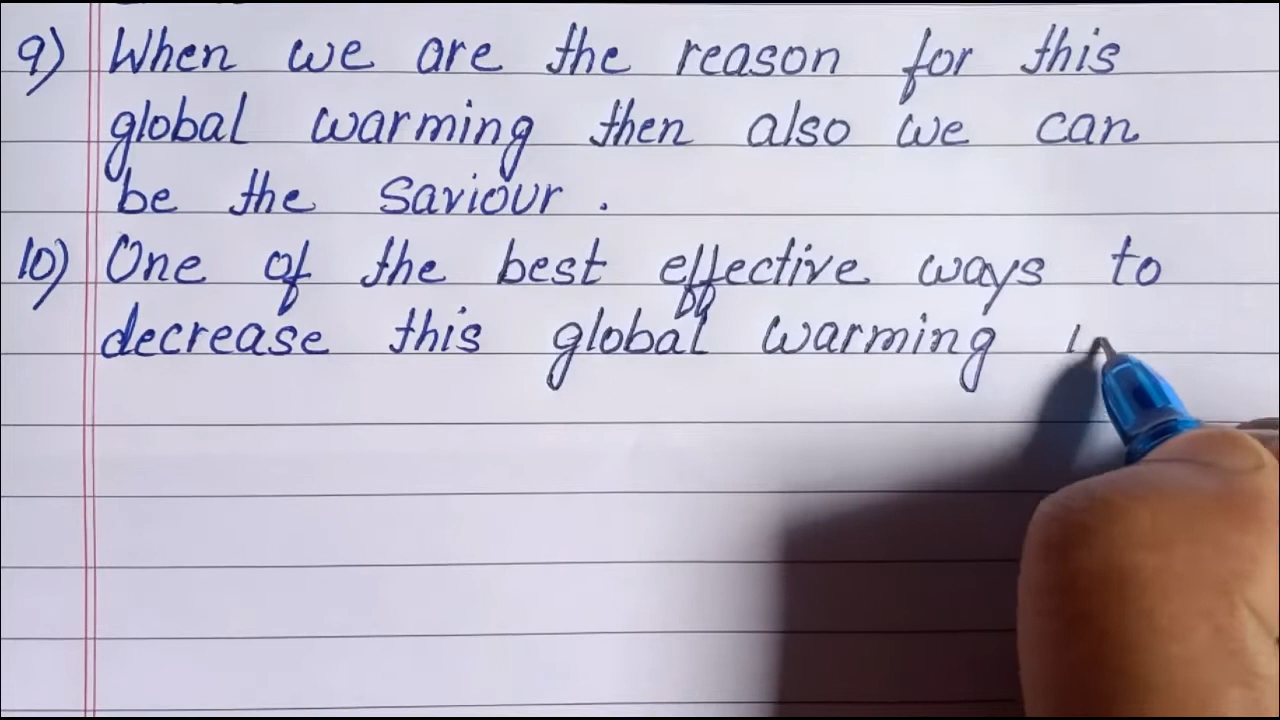 9) When we are the reason for this
global warming then also we can
be the saviour.
10) One of the best effective ways to
decrease this global warming